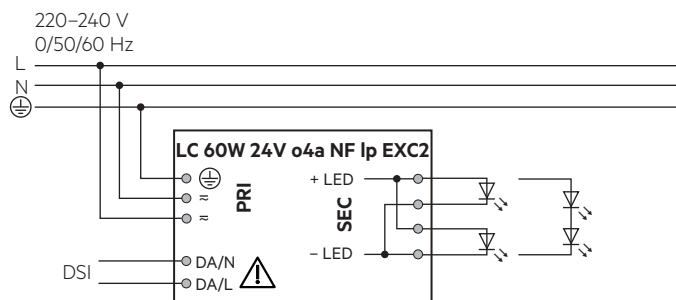 220–240 V
0/50/60 Hz
L
N
LC 60W 24V o4a NF lp EXC2
+ LED
PRI
SEC
≂
≂
– LED
DSI
DA/N
DA/L